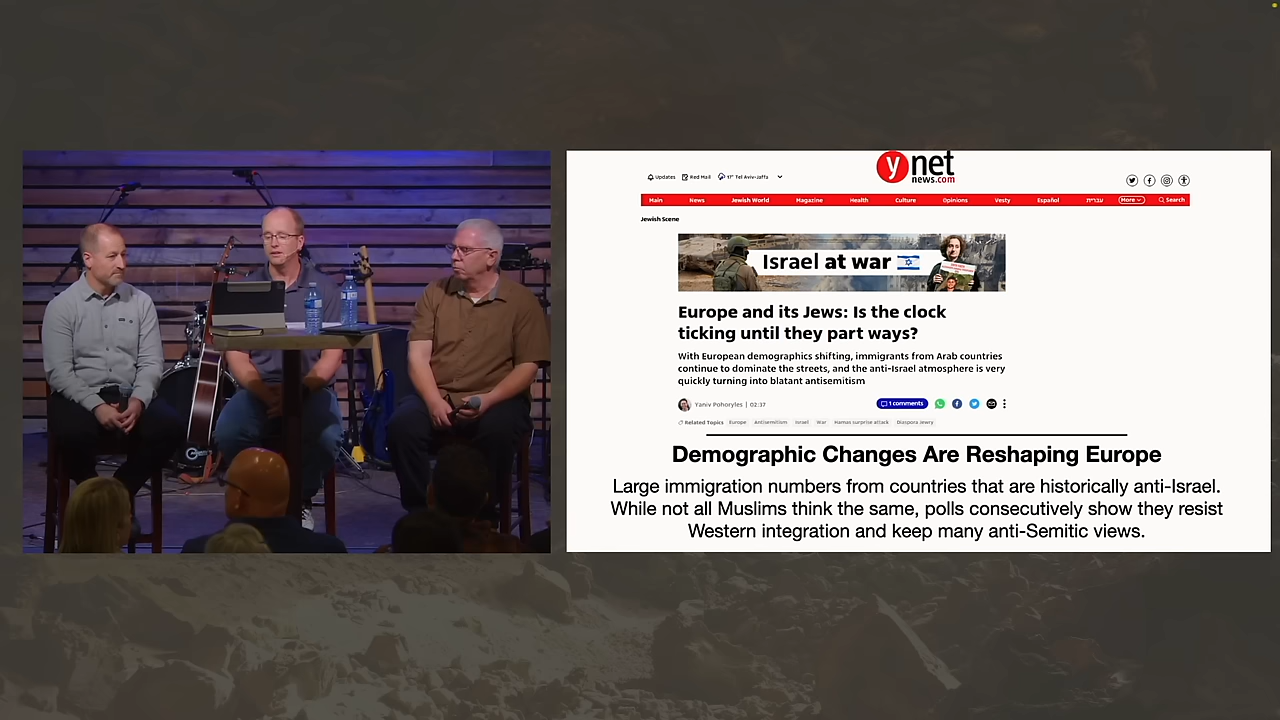 ynet
news.com
Updates Red Mail 17° Tel Aviv-Jaffa
Main News Jewish World Magazine Health Culture Opinions Vesty Español עברית More Search
Jewish Scene
Israel at war
Europe and its Jews: Is the clock
ticking until they part ways?
With European demographics shifting, immigrants from Arab countries
continue to dominate the streets, and the anti-Israel atmosphere is very
quickly turning into blatant antisemitism
Yaniv Pohoryles | 02:37
1 comments
Related Topics Europe Antisemitism Israel War Hamas surprise attack Diaspora Jewry
Demographic Changes Are Reshaping Europe
Large immigration numbers from countries that are historically anti-Israel.
While not all Muslims think the same, polls consecutively show they resist
Western integration and keep many anti-Semitic views.